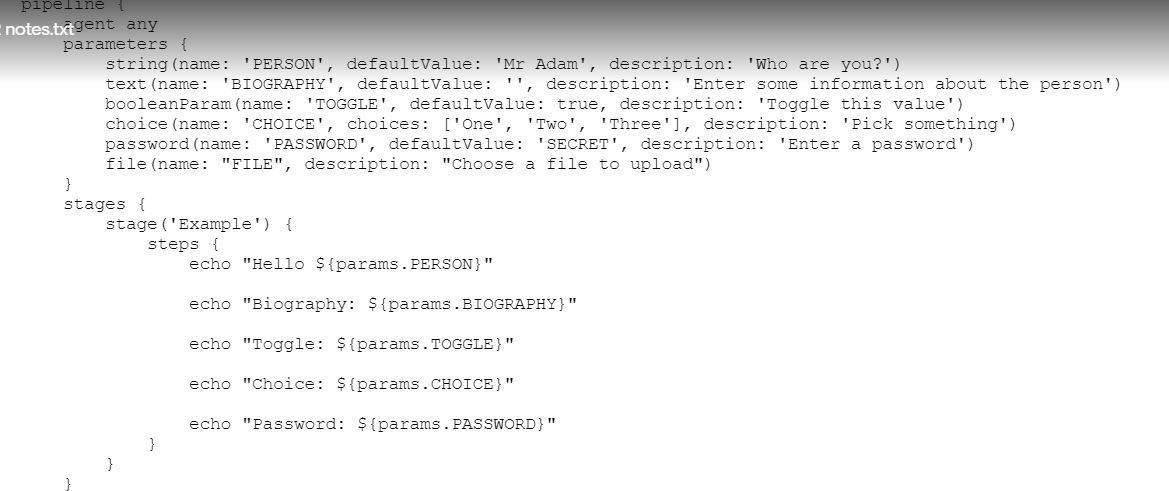 pipeline {
notes.txt
agent any
parameters {
string(name: 'PERSON', defaultValue: 'Mr Adam', description: 'Who are you?')
text(name: 'BIOGRAPHY', defaultValue: '', description: 'Enter some information about the person')
booleanParam(name: 'TOGGLE', defaultValue: true, description: 'Toggle this value')
choice(name: 'CHOICE', choices: ['One', 'Two', 'Three'], description: 'Pick something')
password(name: 'PASSWORD', defaultValue: 'SECRET', description: 'Enter a password')
file(name: "FILE", description: "Choose a file to upload")
}
stages {
stage('Example') {
steps {
echo "Hello ${params.PERSON}"
echo "Biography: ${params.BIOGRAPHY}"
echo "Toggle: ${params.TOGGLE}"
echo "Choice: ${params.CHOICE}"
echo "Password: ${params.PASSWORD}"
}
}
}